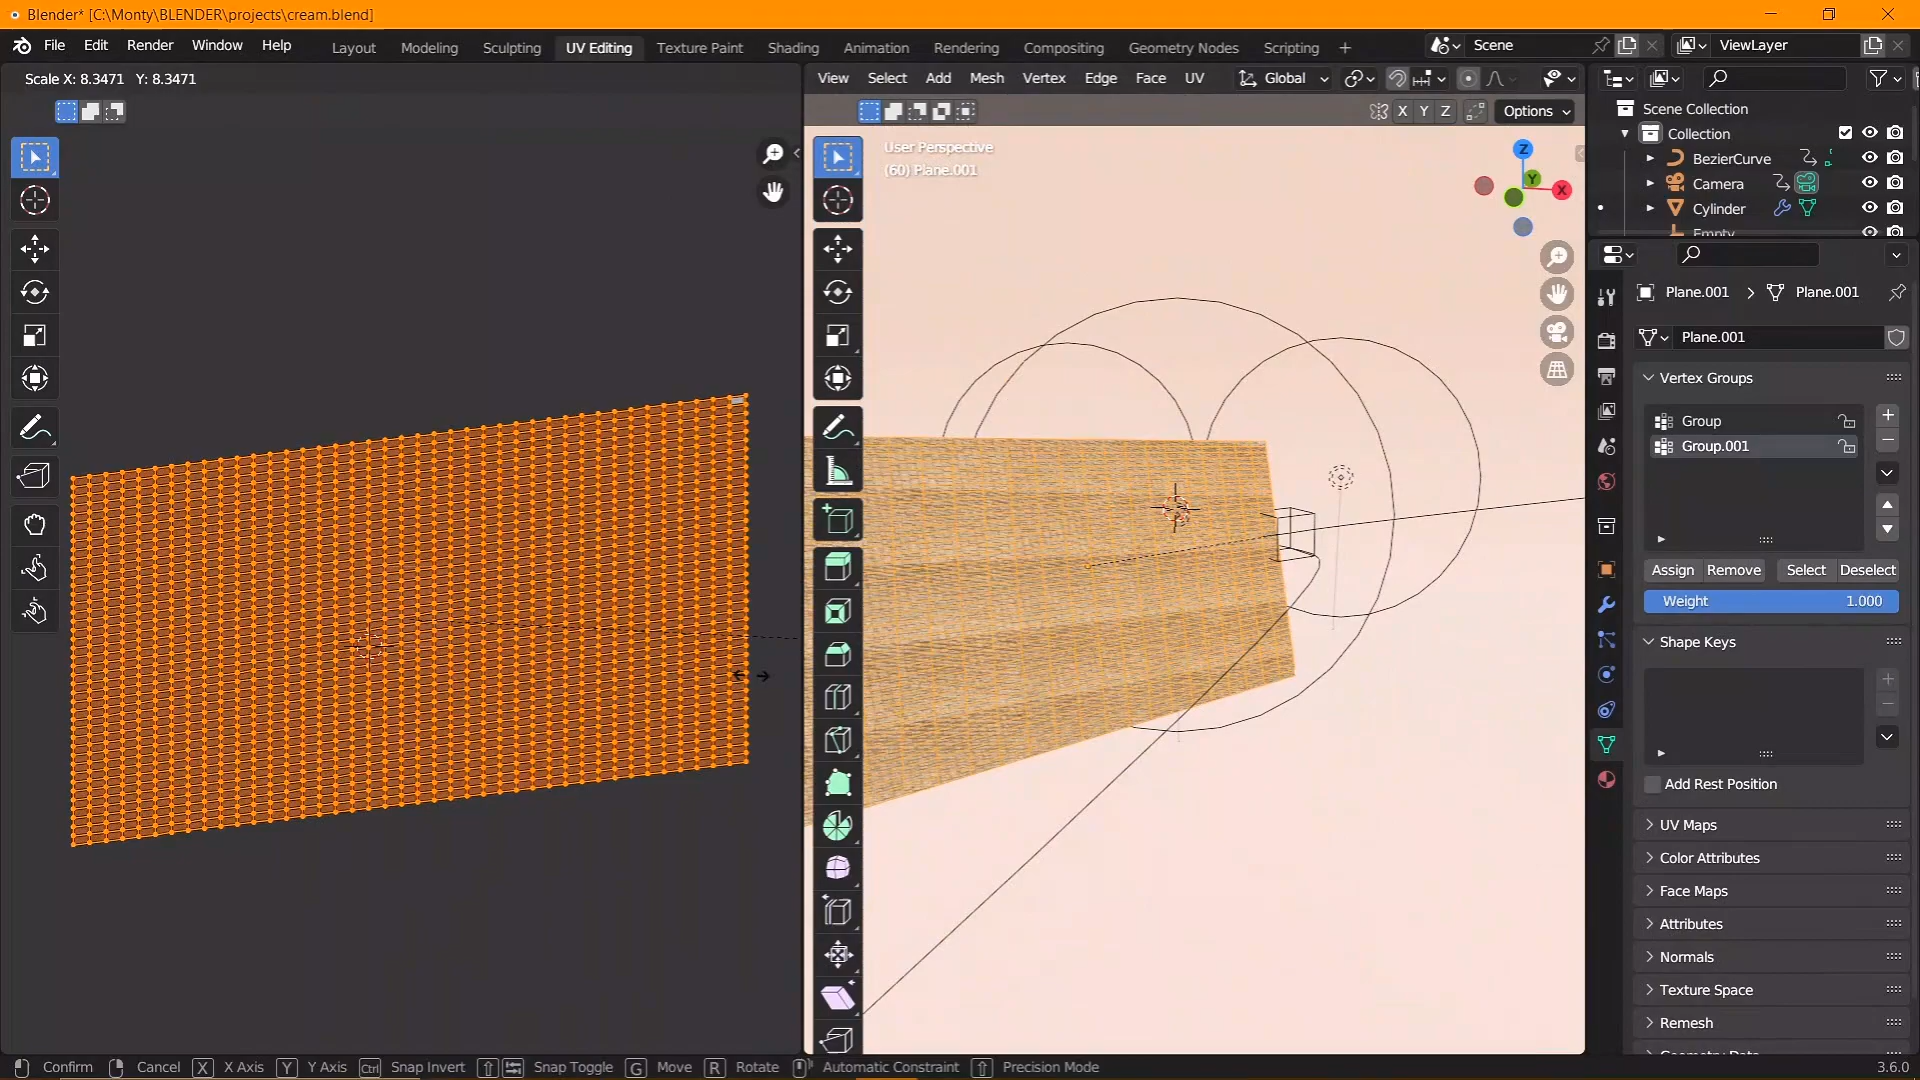 Blender* [C:\Monty\BLENDER\projects\cream.blend]
File Edit Render Window Help Layout Modeling Sculpting UV Editing Texture Paint Shading Animation Rendering Compositing Geometry Nodes Scripting + Scene ViewLayer
Scale X: 8.3471 Y: 8.3471
View Select Add Mesh Vertex Edge Face UV Global
X Y Z Options
User Perspective
(60) Plane.001
Z
Y
X
Scene Collection
Collection
BezierCurve
Camera
Cylinder
Empty
Plane.001 > Plane.001
Plane.001
Vertex Groups
Group
Group.001
Assign Remove Select Deselect
Weight 1.000
Shape Keys
Add Rest Position
UV Maps
Color Attributes
Face Maps
Attributes
Normals
Texture Space
Remesh
Geometry Data
Confirm Cancel X X Axis Y Y Axis Ctrl Snap Invert Snap Toggle G Move R Rotate Automatic Constraint Precision Mode 3.6.0